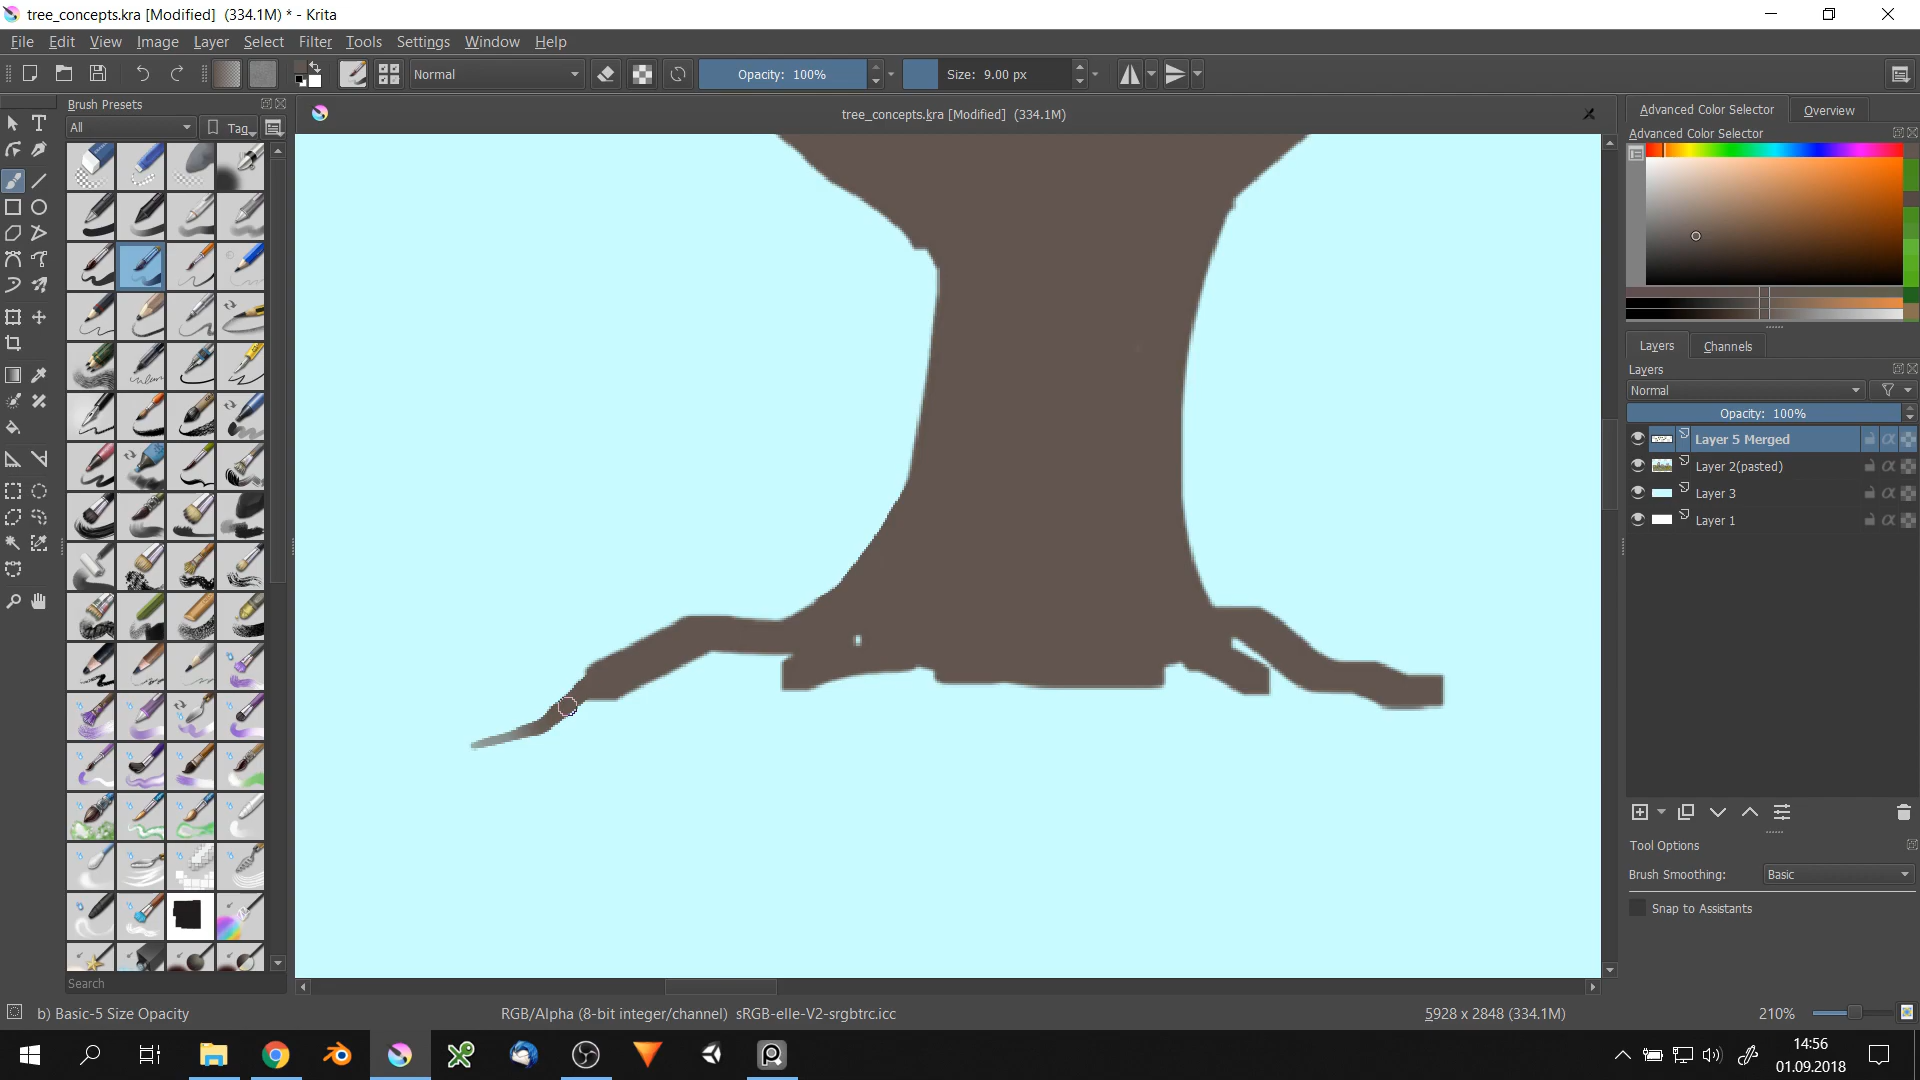 tree_concepts.kra [Modified]  (334.1M) * - Krita
File Edit View Image Layer Select Filter Tools Settings Window Help
Normal
Opacity: 100%
Size: 9.00 px
Brush Presets
All
Tag
tree_concepts.kra [Modified]  (334.1M)
Advanced Color Selector
Overview
Advanced Color Selector
Layers
Channels
Layers
Normal
Opacity: 100%
Layer 5 Merged
Layer 2(pasted)
Layer 3
Layer 1
Tool Options
Brush Smoothing:
Basic
Snap to Assistants
Search
b) Basic-5 Size Opacity
RGB/Alpha (8-bit integer/channel)  sRGB-elle-V2-srgbtrc.icc
5928 x 2848 (334.1M)
210%
14:56
01.09.2018